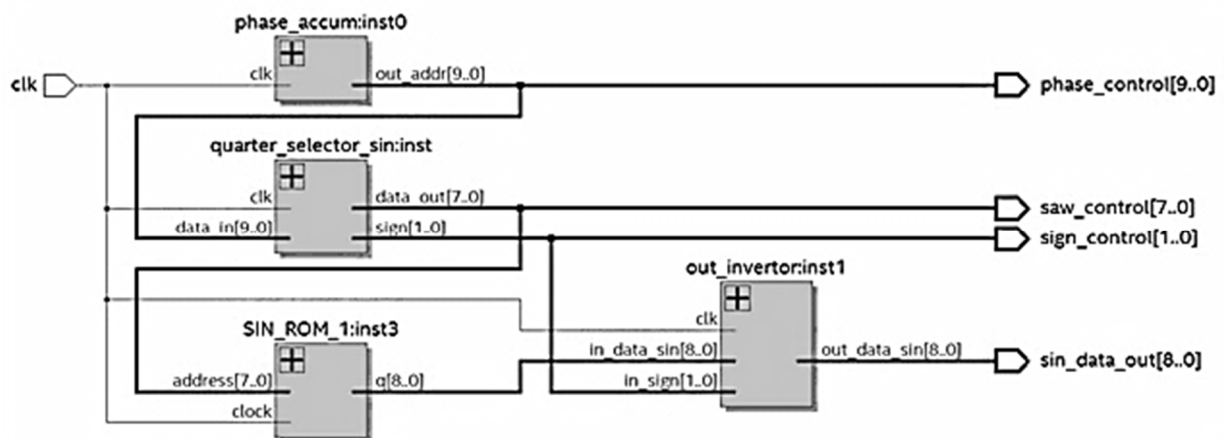 phase_accum:inst0
clk
clk
out_addr[9..0]
phase_control[9..0]
quarter_selector_sin:inst
clk
data_out[7..0]
saw_control[7..0]
data_in[9..0]
sign[1..0]
sign_control[1..0]
out_invertor:inst1
clk
SIN_ROM_1:inst3
in_data_sin[8..0]
out_data_sin[8..0]
sin_data_out[8..0]
address[7..0]
q[8..0]
in_sign[1..0]
clock